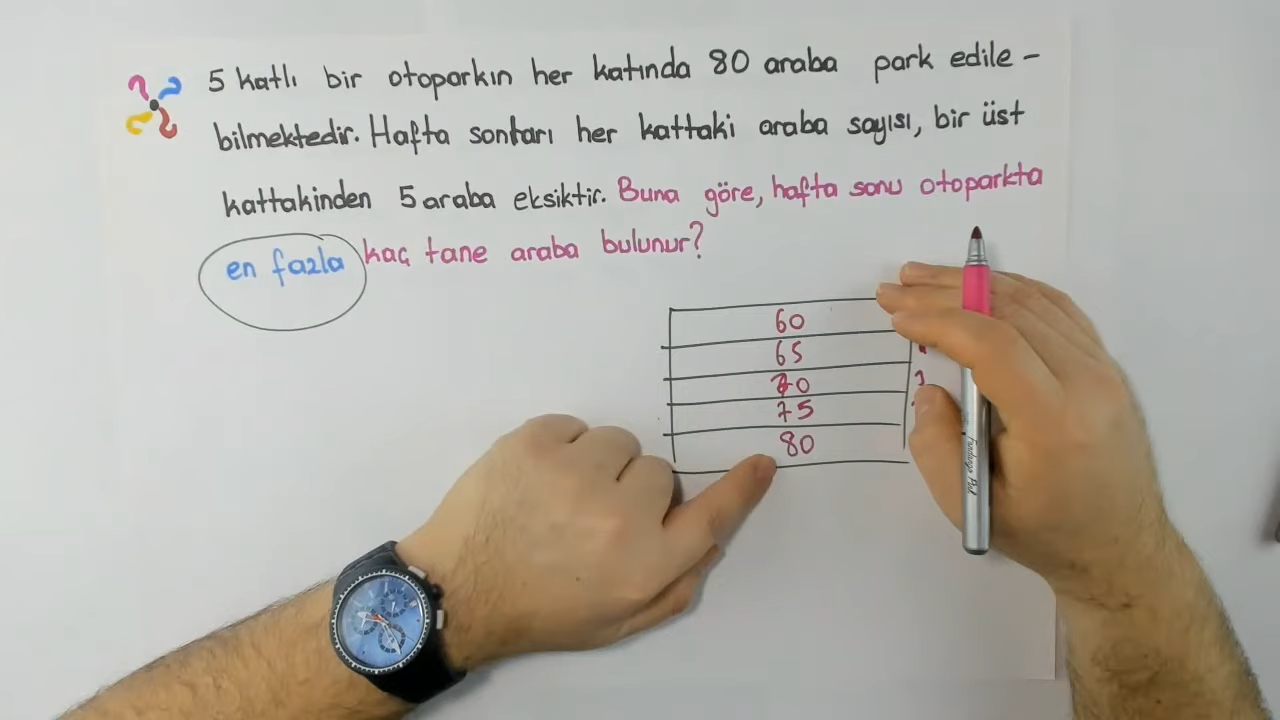 5 katlı bir otoparkın her katında 80 araba park edile -
bilmektedir. Hafta sonları her kattaki araba sayısı, bir üst
kattakinden 5 araba eksiktir. Buna göre, hafta sonu otoparkta
en fazla kaç tane araba bulunur?
60
65
70
75
80